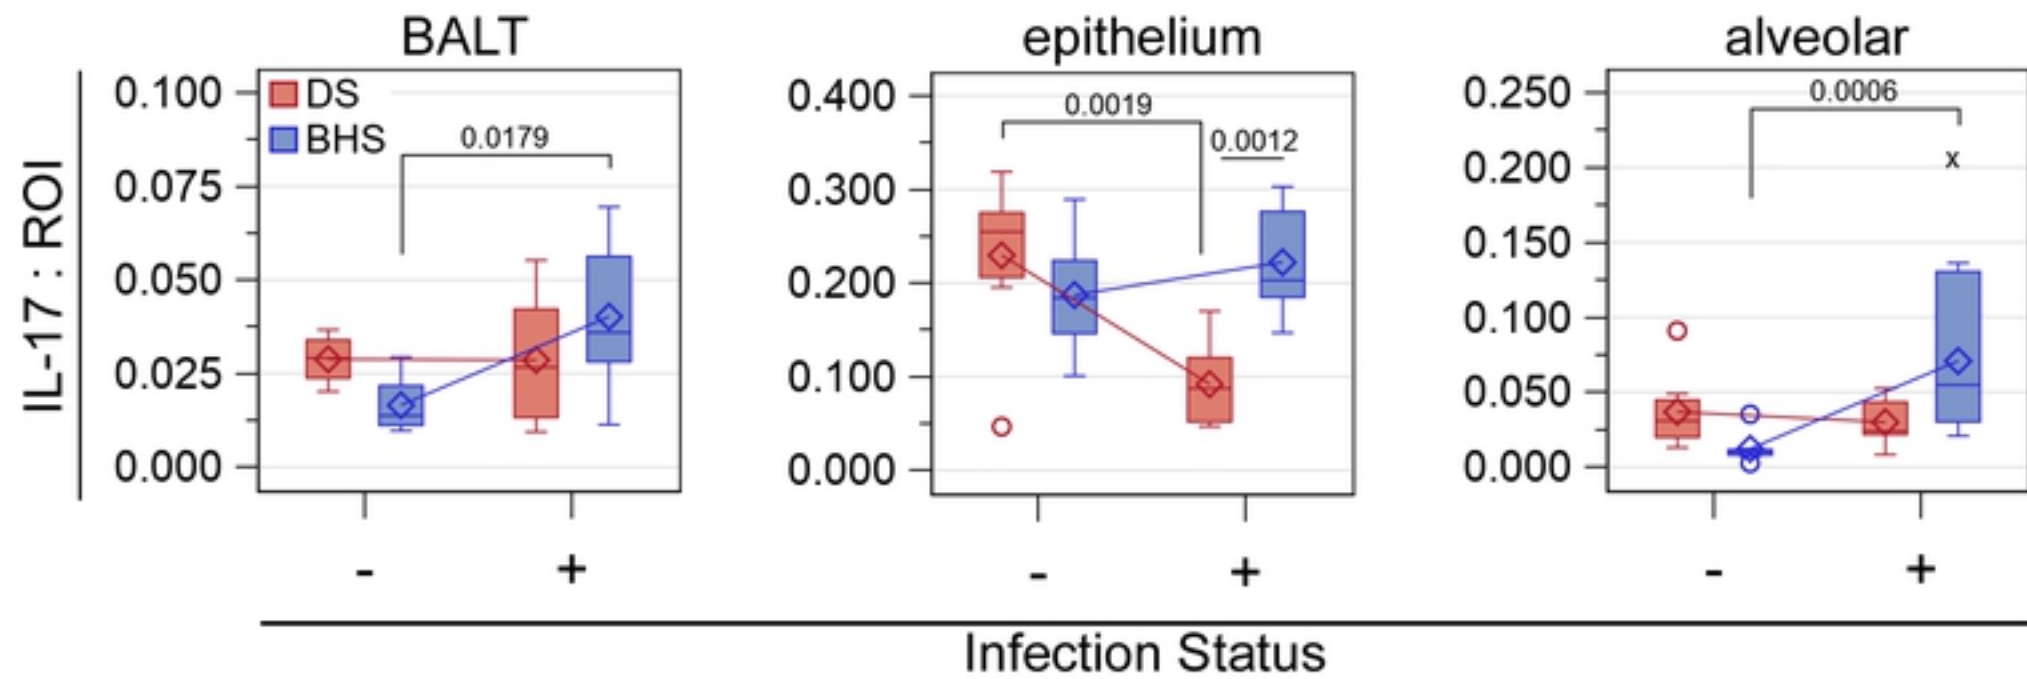 BALT
epithelium
alveolar
IL-17 : ROI
0.100
0.075
0.050
0.025
0.000
DS
BHS
0.0179
0.400
0.300
0.200
0.100
0.000
0.0019
0.0012
0.250
0.200
0.150
0.100
0.050
0.000
0.0006
x
- +
- +
- +
Infection Status